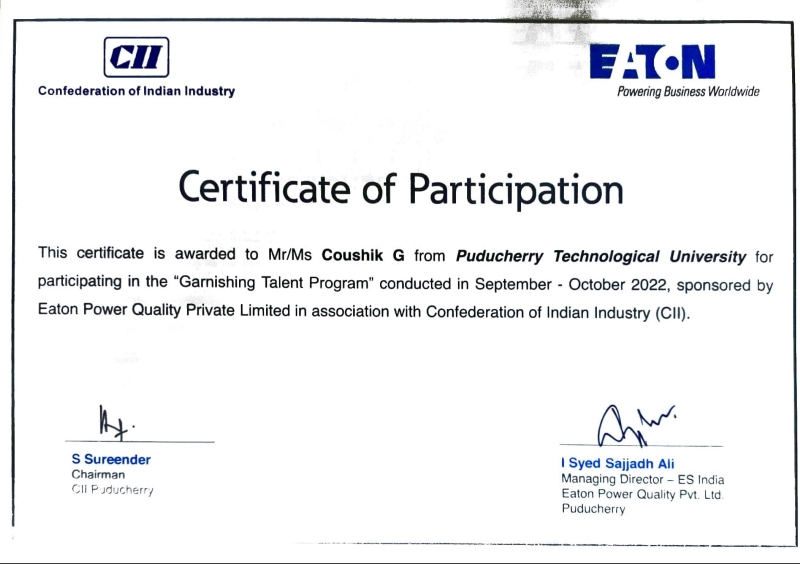 CII
Confederation of Indian Industry
EATON
Powering Business Worldwide
Certificate of Participation
This certificate is awarded to Mr/Ms Coushik G from Puducherry Technological University for
participating in the "Garnishing Talent Program" conducted in September - October 2022, sponsored by
Eaton Power Quality Private Limited in association with Confederation of Indian Industry (CII).
S Sureender
Chairman
CII Puducherry
I Syed Sajjadh Ali
Managing Director – ES India
Eaton Power Quality Pvt. Ltd.
Puducherry